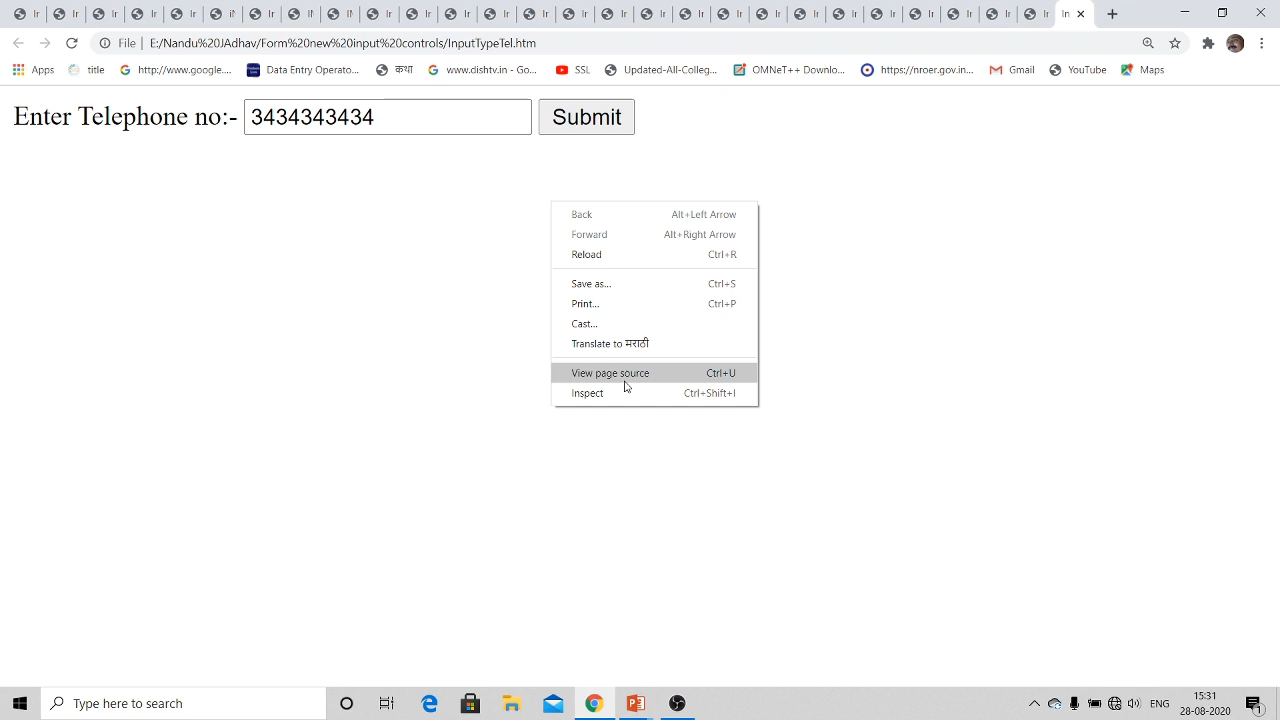 In
File E:/Nandu%20JAdhav/Form%20new%20input%20controls/InputTypeTel.htm
Apps title http://www.google.... Data Entry Operato... कथा www.dishtv.in - Go... SSL Updated-All-Colleg... OMNeT++ Downlo... https://nroer.gov.in... Gmail YouTube Maps
Enter Telephone no:- 3434343434 Submit
Back Alt+Left Arrow
Forward Alt+Right Arrow
Reload Ctrl+R
Save as... Ctrl+S
Print... Ctrl+P
Cast...
Translate to मराठी
View page source Ctrl+U
Inspect Ctrl+Shift+I
Type here to search
ENG
15:31
28-08-2020
1